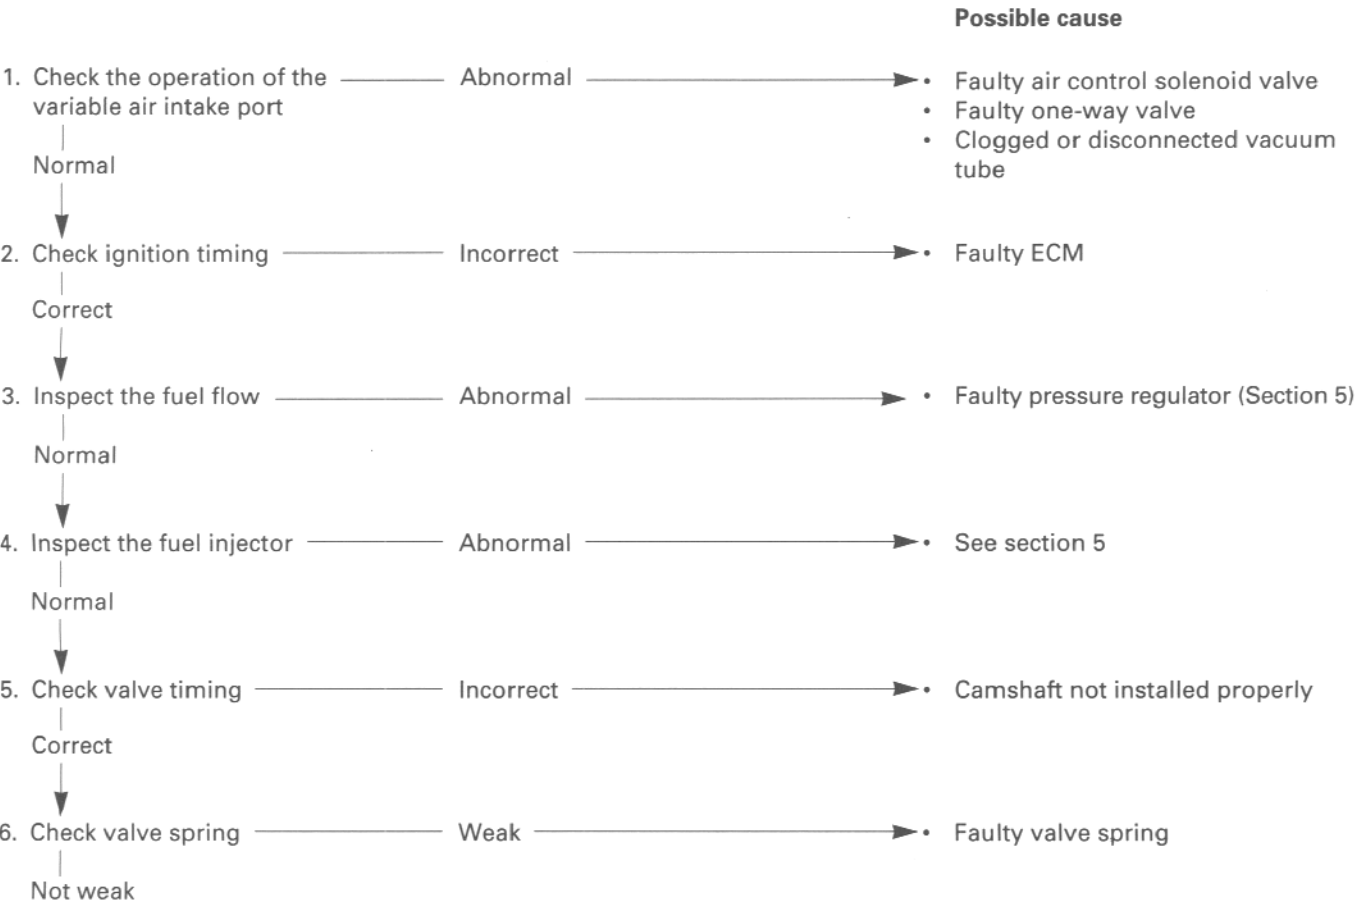 Possible cause
1. Check the operation of the variable air intake port
Abnormal
• Faulty air control solenoid valve
• Faulty one-way valve
• Clogged or disconnected vacuum tube
Normal
2. Check ignition timing
Incorrect
• Faulty ECM
Correct
3. Inspect the fuel flow
Abnormal
• Faulty pressure regulator (Section 5)
Normal
4. Inspect the fuel injector
Abnormal
• See section 5
Normal
5. Check valve timing
Incorrect
• Camshaft not installed properly
Correct
6. Check valve spring
Weak
• Faulty valve spring
Not weak